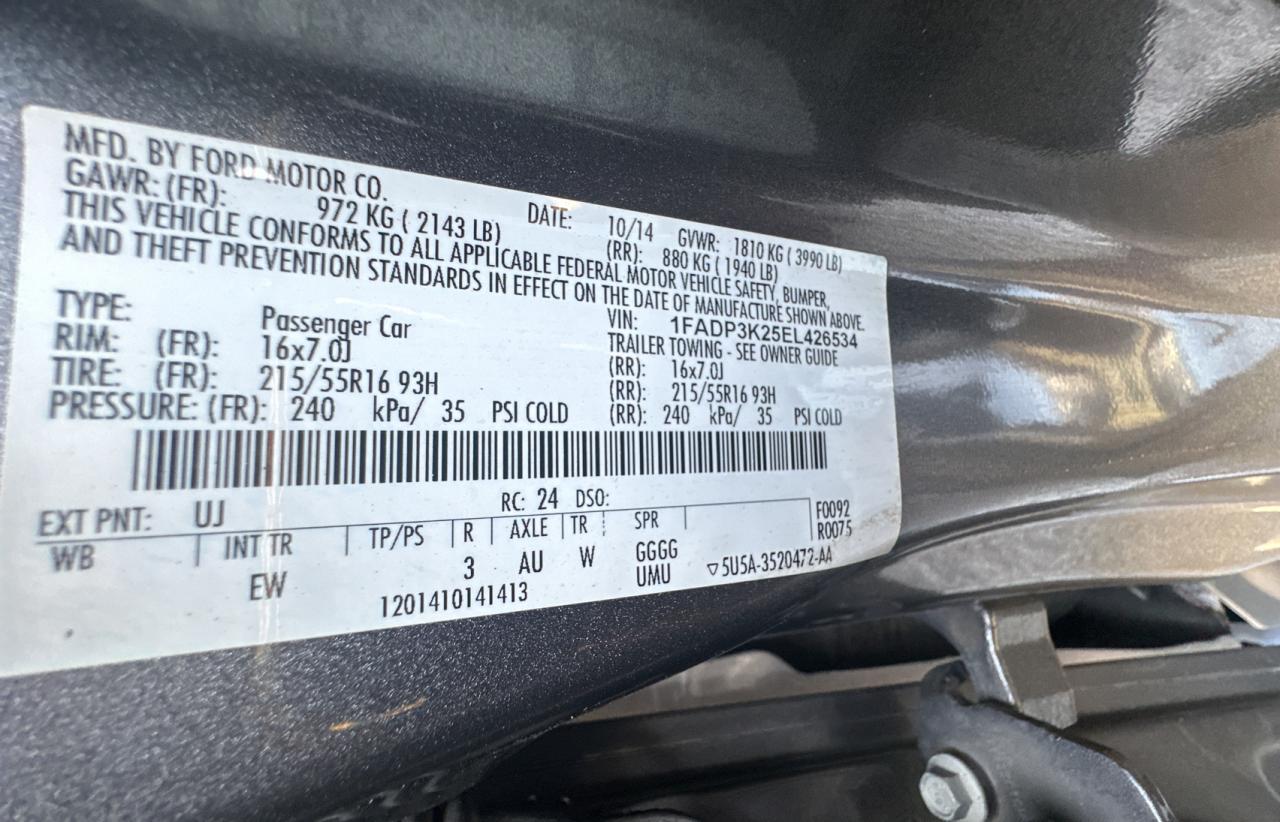 MFD. BY FORD MOTOR CO.
DATE: 10/14 GVWR: 1810 KG ( 3990 LB)
GAWR: (FR): 972 KG ( 2143 LB) (RR): 880 KG ( 1940 LB)
THIS VEHICLE CONFORMS TO ALL APPLICABLE FEDERAL MOTOR VEHICLE SAFETY, BUMPER,
AND THEFT PREVENTION STANDARDS IN EFFECT ON THE DATE OF MANUFACTURE SHOWN ABOVE.
VIN: 1FADP3K25EL426534
TYPE: Passenger Car TRAILER TOWING - SEE OWNER GUIDE
RIM: (FR): 16x7.0J (RR): 16x7.0J
TIRE: (FR): 215/55R16 93H (RR): 215/55R16 93H
PRESSURE: (FR): 240 kPa/ 35 PSI COLD (RR): 240 kPa/ 35 PSI COLD
EXT PNT: UJ RC: 24 DSO: F0092
WB INT TR TP/PS R AXLE TR SPR R0075
EW 3 AU W GGGG
UMU ▽5U5A-3520472-AA
1201410141413